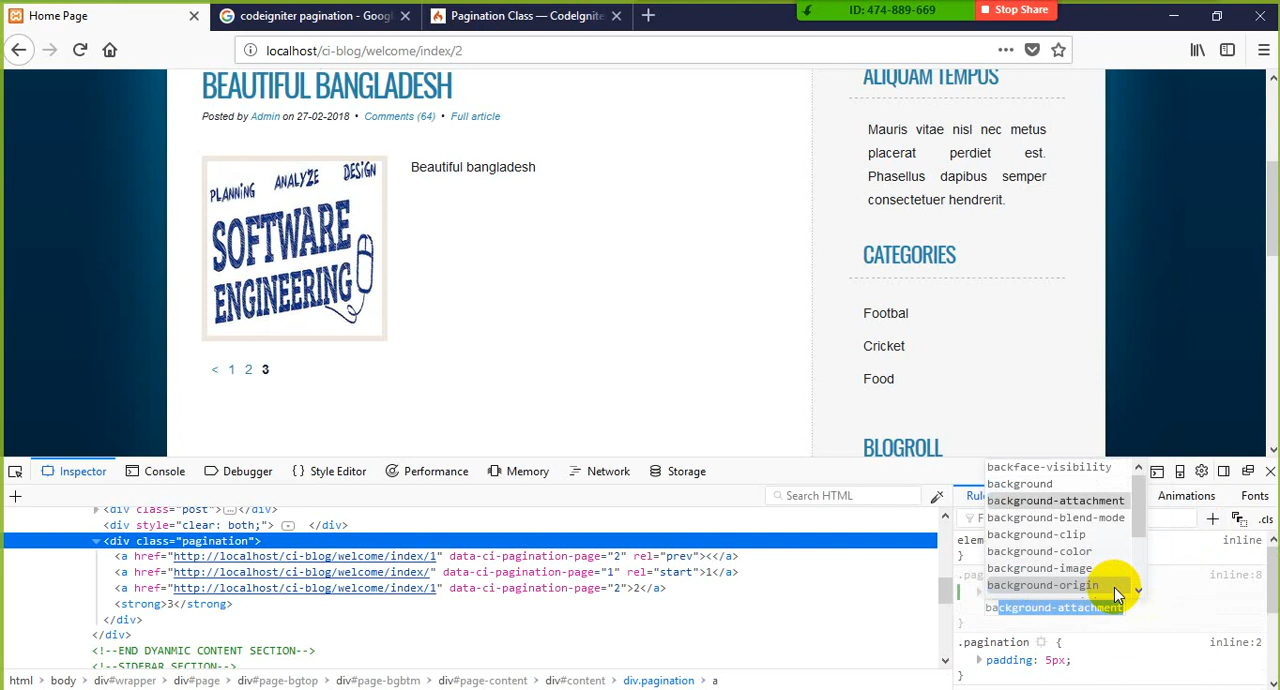 Home Page
codeigniter pagination - Goog
Pagination Class — CodeIgnite
ID: 474-889-669
Stop Share
localhost/ci-blog/welcome/index/2
BEAUTIFUL BANGLADESH
Posted by Admin on 27-02-2018 • Comments (64) • Full article
PLANNING ANALYZE DESIGN
SOFTWARE
ENGINEERING
Beautiful bangladesh
< 1 2 3
ALIQUAM TEMPUS
Mauris vitae nisl nec metus
placerat perdiet est.
Phasellus dapibus semper
consectetuer hendrerit.
CATEGORIES
Footbal
Cricket
Food
BLOGROLL
Inspector
Console
Debugger
{ } Style Editor
Performance
Memory
Network
Storage
Search HTML
<div class="post">…</div>
<div style="clear: both;"> </div>
<div class="pagination">
<a href="http://localhost/ci-blog/welcome/index/1" data-ci-pagination-page="2" rel="prev"><</a>
<a href="http://localhost/ci-blog/welcome/index/" data-ci-pagination-page="1" rel="start">1</a>
<a href="http://localhost/ci-blog/welcome/index/2" data-ci-pagination-page="2">2</a>
<strong>3</strong>
</div>
</div>
<!--END DYANMIC CONTENT SECTION-->
<!--SIDEBAR SECTION-->
html
body
div#wrapper
div#page
div#page-bgtop
div#page-bgbtm
div#page-content
div#content
div.pagination
a
Rul
Animations
Fonts
.cls
elem
inline
}
.pag
inline:8
backface-visibility
background
background-attachment
background-blend-mode
background-clip
background-color
background-image
background-origin
background-attachment
}
.pagination {
inline:2
padding: 5px;
}